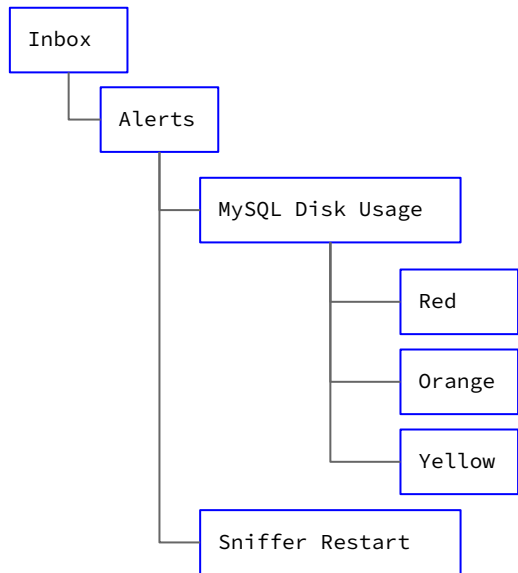 Inbox
Alerts
MySQL Disk Usage
Red
Orange
Yellow
Sniffer Restart